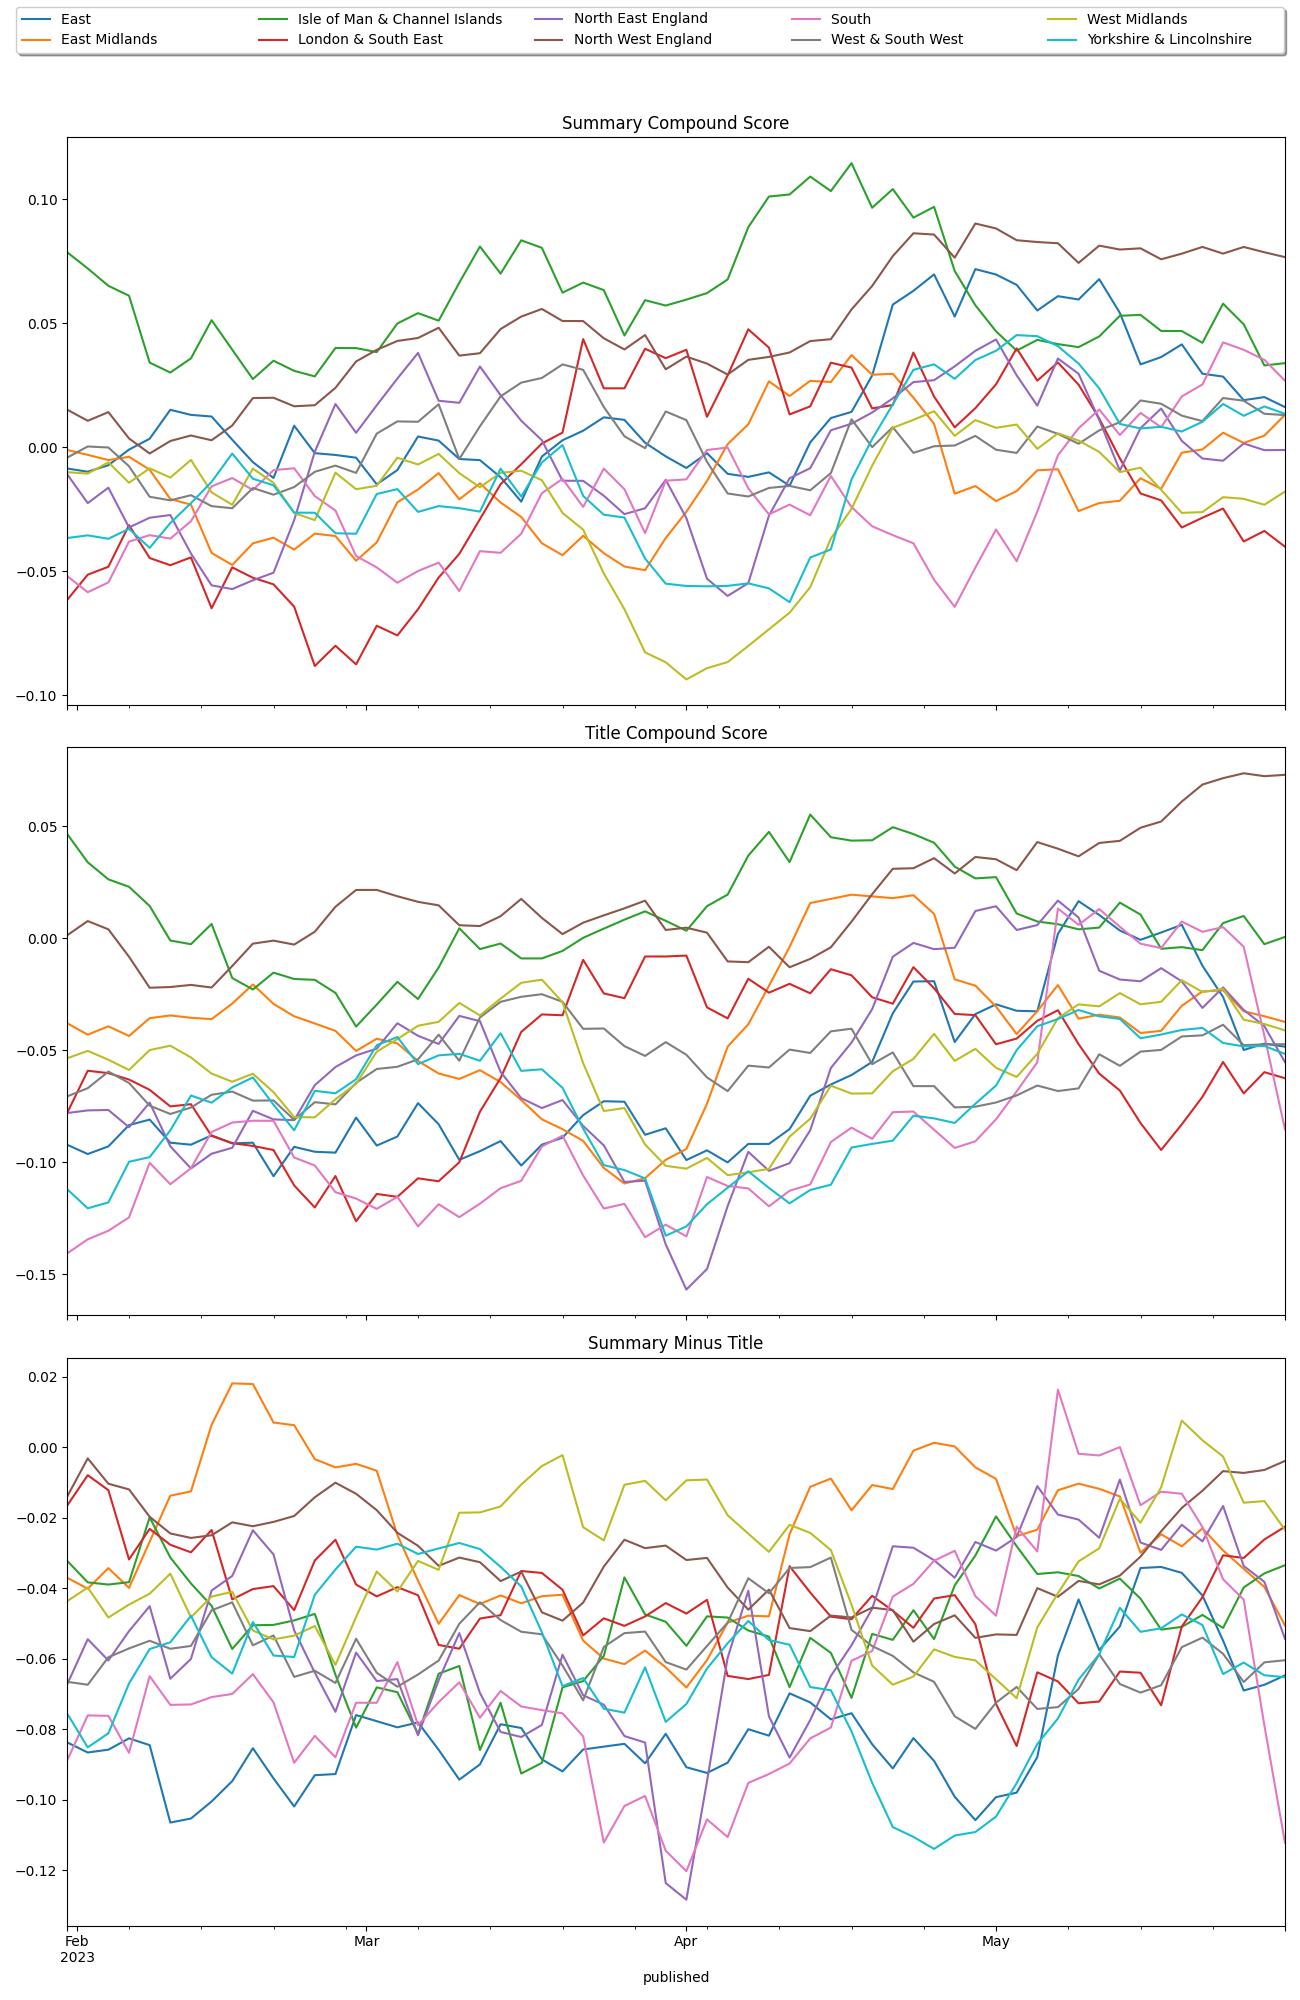 East
Isle of Man & Channel Islands
North East England
South
West Midlands
East Midlands
London & South East
North West England
West & South West
Yorkshire & Lincolnshire
Summary Compound Score
0.10
0.05
0.00
−0.05
−0.10
Title Compound Score
0.05
0.00
−0.05
−0.10
−0.15
Summary Minus Title
0.02
0.00
−0.02
−0.04
−0.06
−0.08
−0.10
−0.12
Feb
2023
Mar
Apr
May
published